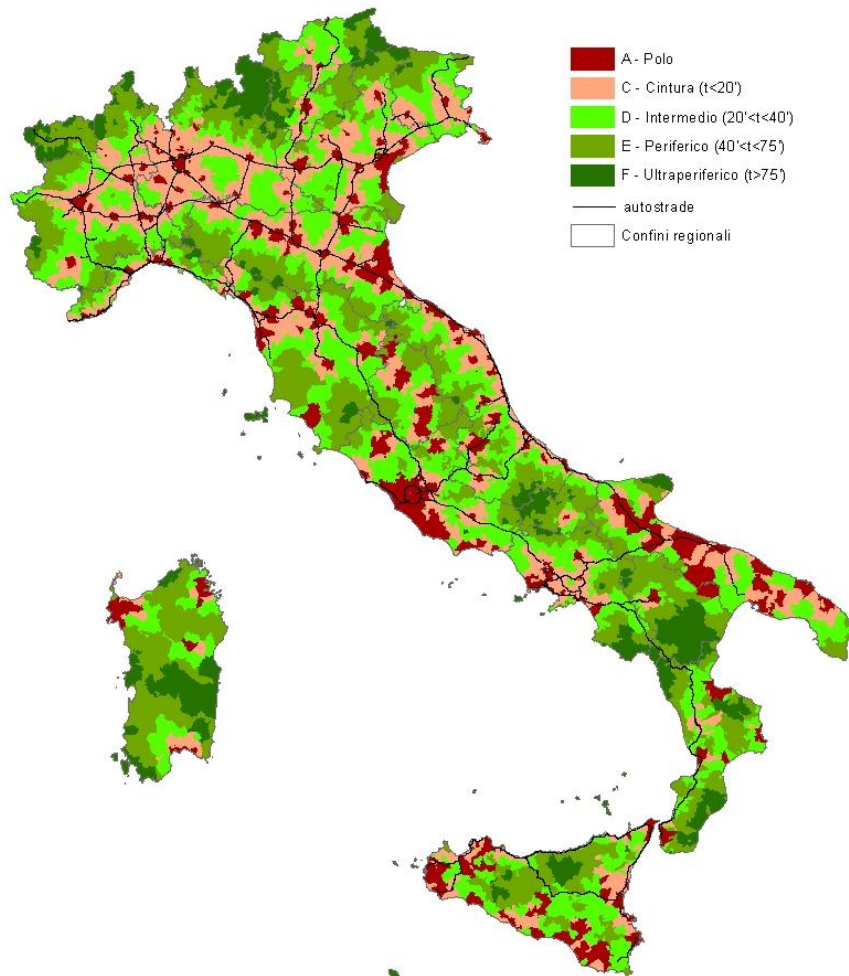 A - Polo
C - Cintura (t<20')
D - Intermedio (20'<t<40')
E - Periferico (40'<t<75')
F - Ultraperiferico (t>75')
autostrade
Confini regionali